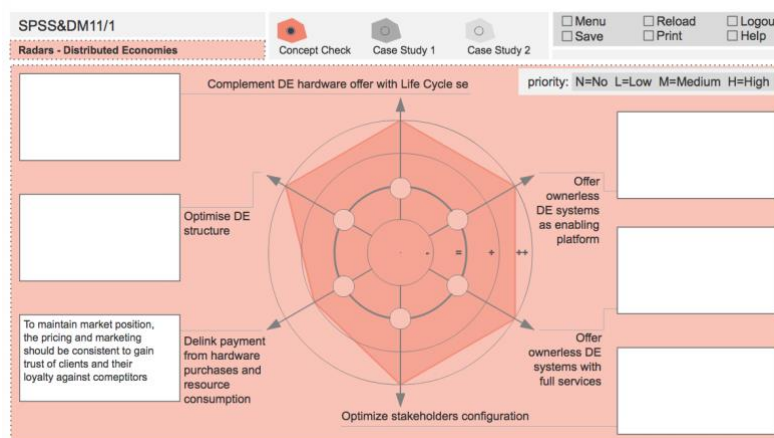 SPSS&DM11/1
Radars - Distributed Economies
Concept Check
Case Study 1
Case Study 2
Menu
Reload
Logou
Save
Print
Help
priority: N=No L=Low M=Medium H=High
Complement DE hardware offer with Life Cycle se
Optimise DE
structure
Offer
ownerless
DE systems
as enabling
platform
- = + ++
To maintain market position,
the pricing and marketing
should be consistent to gain
trust of clients and their
loyalty against comeptitors
Delink payment
from hardware
purchases and
resource
consumption
Offer
ownerless DE
systems with
full services
Optimize stakeholders configuration